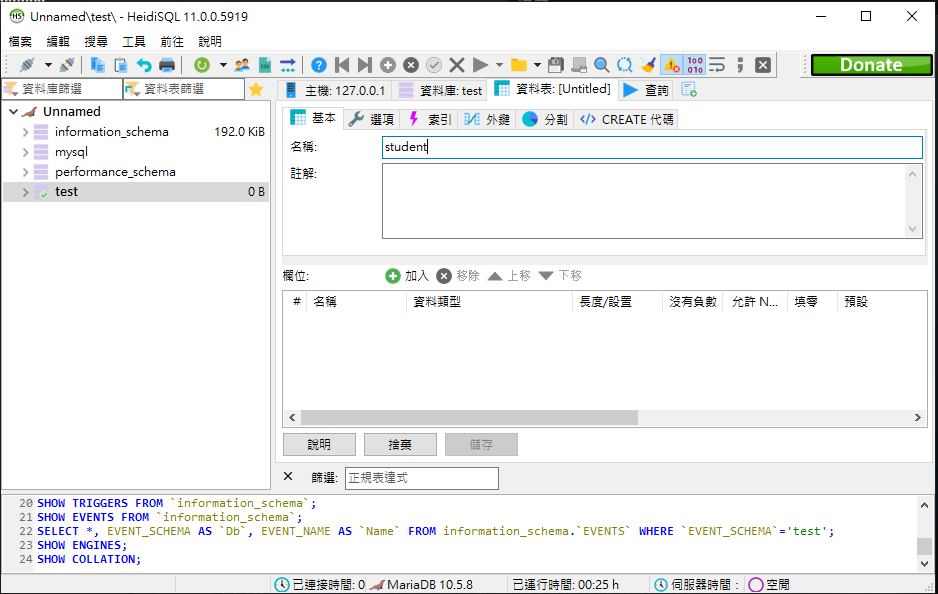 Unnamed\test\ - HeidiSQL 11.0.0.5919
檔案 編輯 搜尋 工具 前往 說明
Donate
資料庫篩選 資料表篩選
主機: 127.0.0.1 資料庫: test 資料表: [Untitled] 查詢
Unnamed
information_schema 192.0 KiB
mysql
performance_schema
test 0 B
基本 選項 索引 外鍵 分割 CREATE 代碼
名稱: student
註解:
欄位: 加入 移除 上移 下移
# 名稱 資料類型 長度/設置 沒有負數 允許 N... 填零 預設
說明 捨棄 儲存
篩選: 正規表達式
20 SHOW TRIGGERS FROM `information_schema`;
21 SHOW EVENTS FROM `information_schema`;
22 SELECT *, EVENT_SCHEMA AS `Db`, EVENT_NAME AS `Name` FROM information_schema.`EVENTS` WHERE `EVENT_SCHEMA`='test';
23 SHOW ENGINES;
24 SHOW COLLATION;
已連接時間: 0 MariaDB 10.5.8 已運行時間: 00:25 h 伺服器時間: 空閒